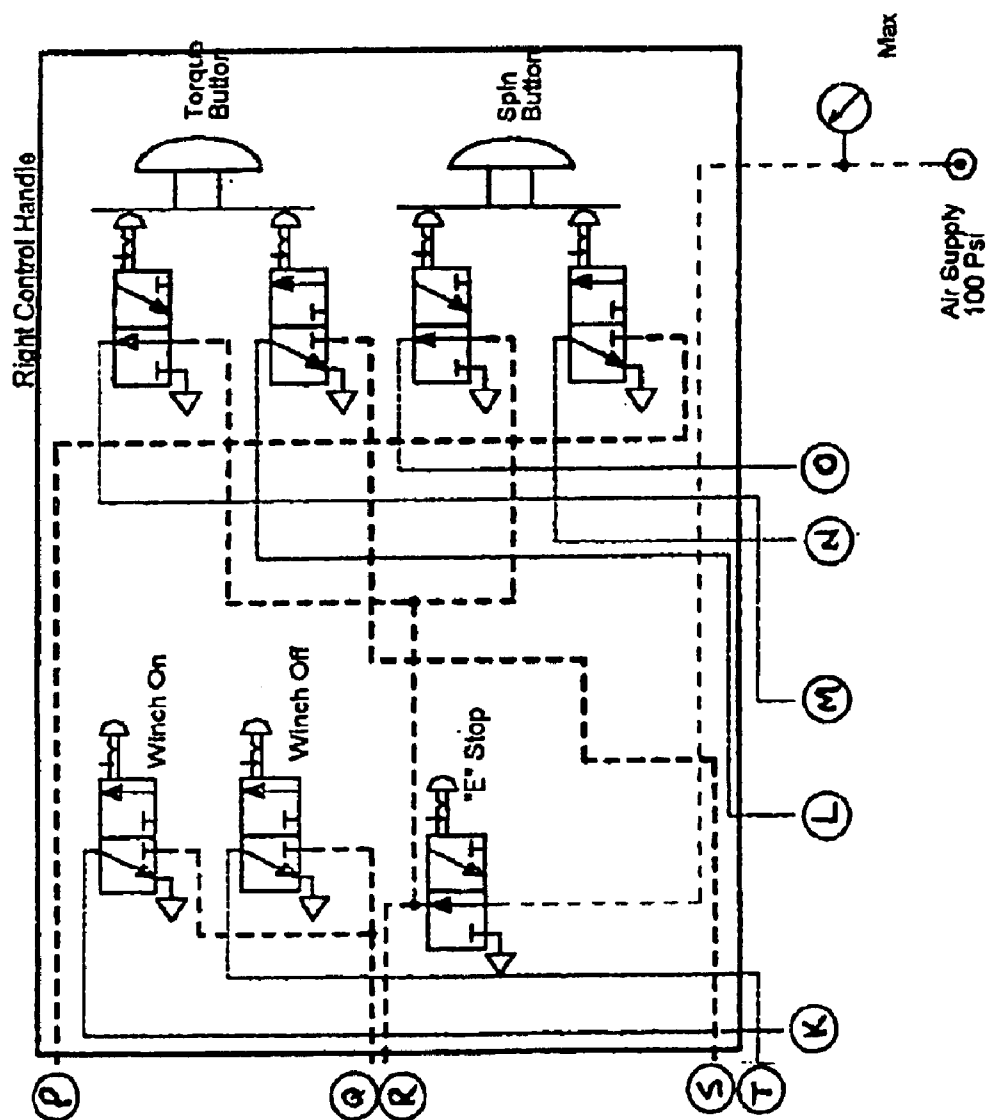 Right Control Handle
Torque
Button
Spin
Button
Winch On
Winch Off
"E" Stop
Max
Air Supply
100 Psi
P
Q
R
S
T
K
L
M
N
O